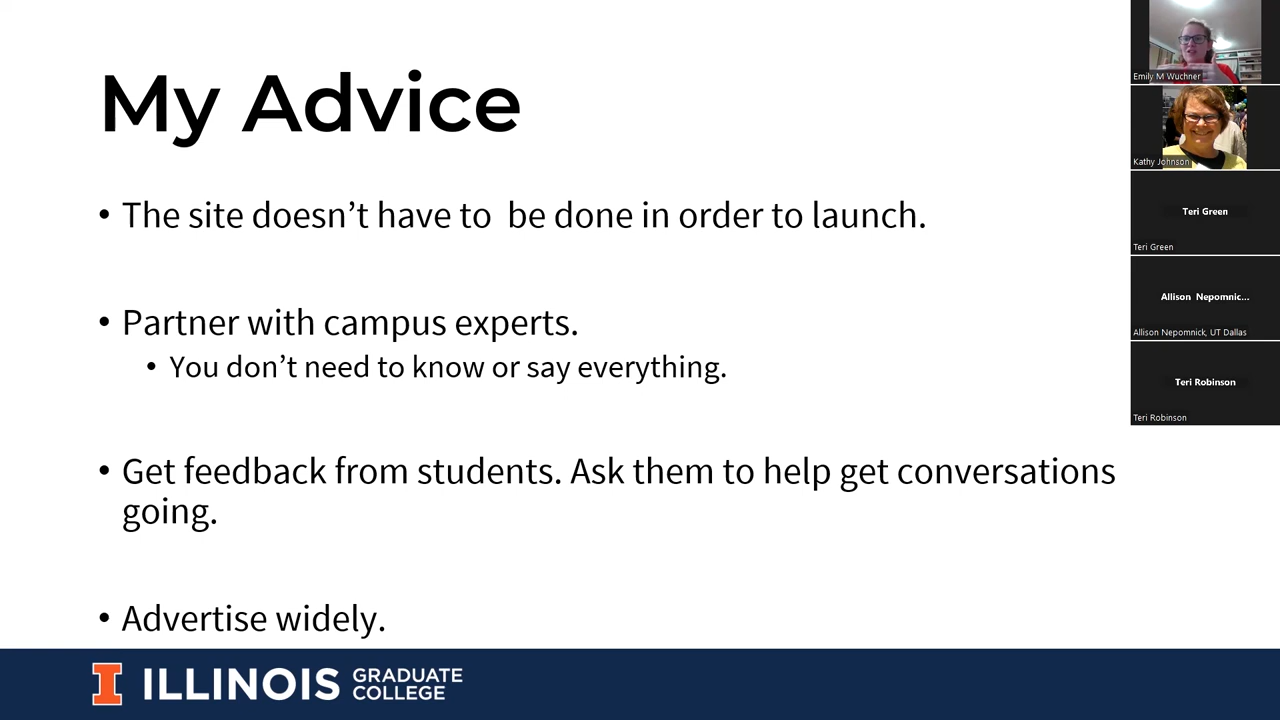 My Advice
• The site doesn’t have to  be done in order to launch.
• Partner with campus experts.
• You don’t need to know or say everything.
• Get feedback from students. Ask them to help get conversations
going.
• Advertise widely.
I ILLINOIS GRADUATE
COLLEGE
Emily M Wuchner
Kathy Johnson
Teri Green
Teri Green
Allison Nepomnic...
Allison Nepomnick, UT Dallas
Teri Robinson
Teri Robinson